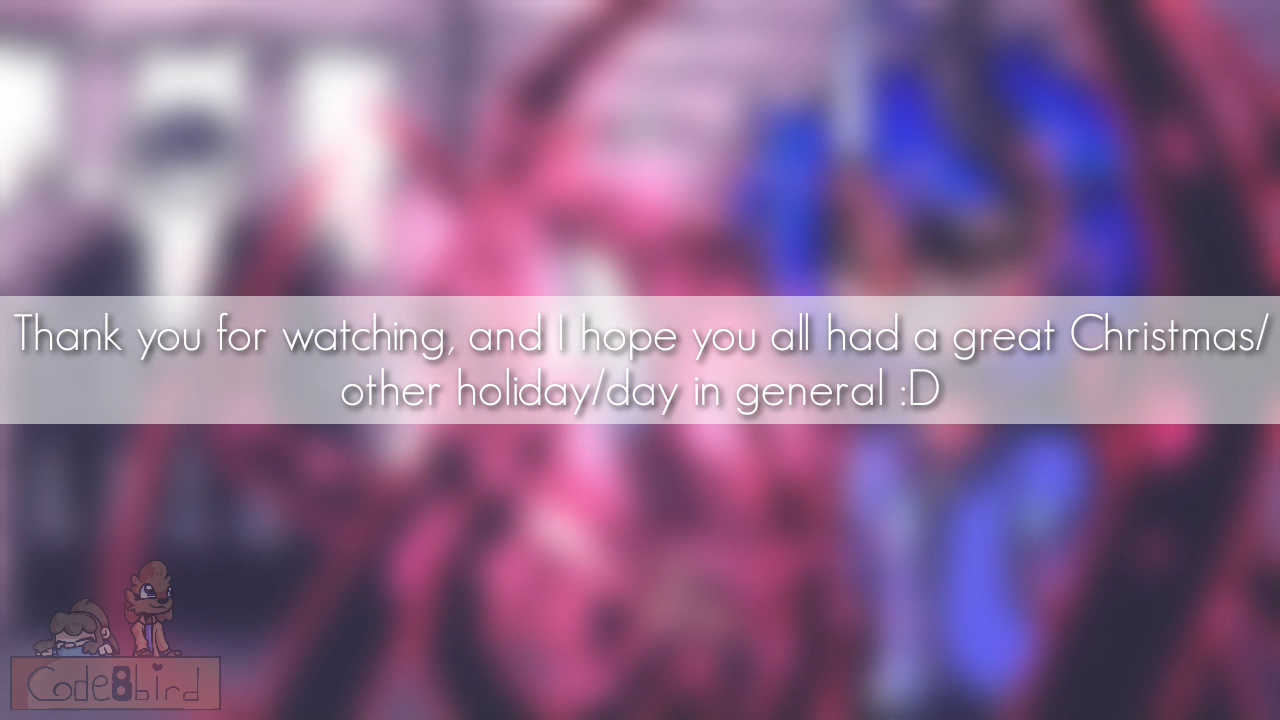 Thank you for watching, and I hope you all had a great Christmas/
other holiday/day in general :D
Code8bird